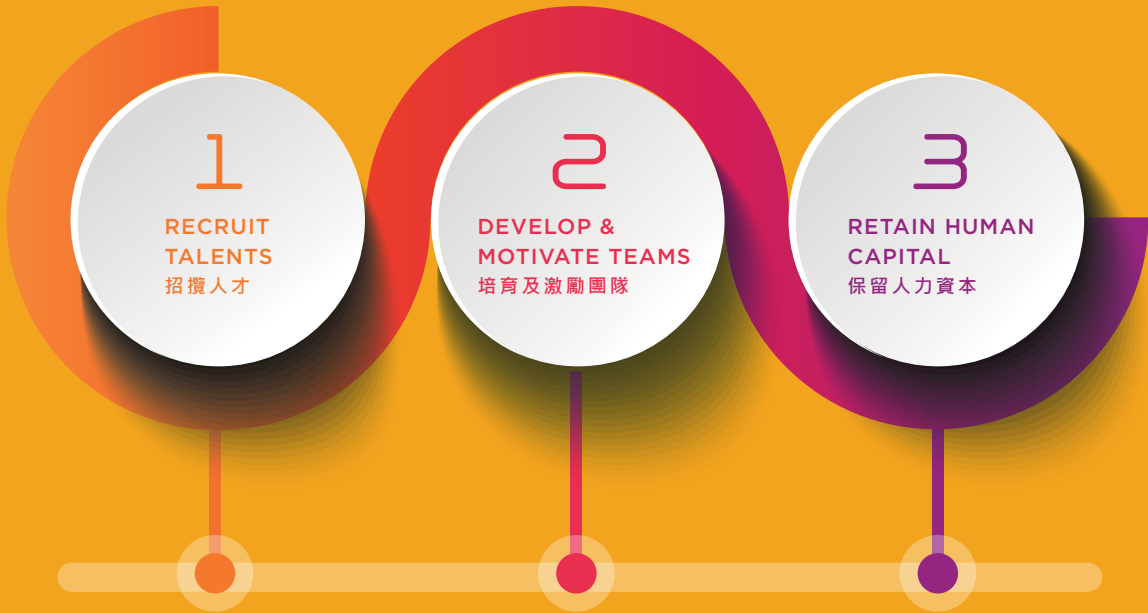 1
RECRUIT
TALENTS
招攬人才
2
DEVELOP &
MOTIVATE TEAMS
培育及激勵團隊
3
RETAIN HUMAN
CAPITAL
保留人力資本